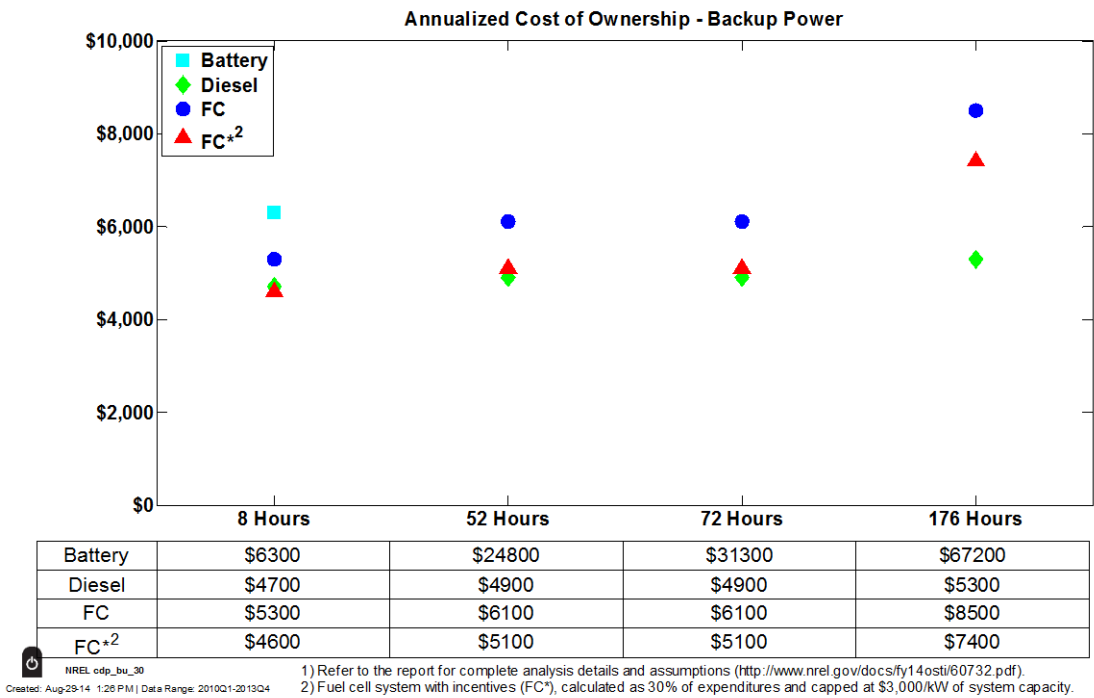 Annualized Cost of Ownership - Backup Power
$10,000
Battery
Diesel
FC
FC*2
$8,000
$6,000
$4,000
$2,000
$0
8 Hours 52 Hours 72 Hours 176 Hours
Battery $6300 $24800 $31300 $67200
Diesel $4700 $4900 $4900 $5300
FC $5300 $6100 $6100 $8500
FC*2 $4600 $5100 $5100 $7400
NREL cdp_bu_30
Created: Aug-29-14 1:26 PM | Data Range: 2010Q1-2013Q4
1) Refer to the report for complete analysis details and assumptions (http://www.nrel.gov/docs/fy14osti/60732.pdf).
2) Fuel cell system with incentives (FC*), calculated as 30% of expenditures and capped at $3,000/kW of system capacity.